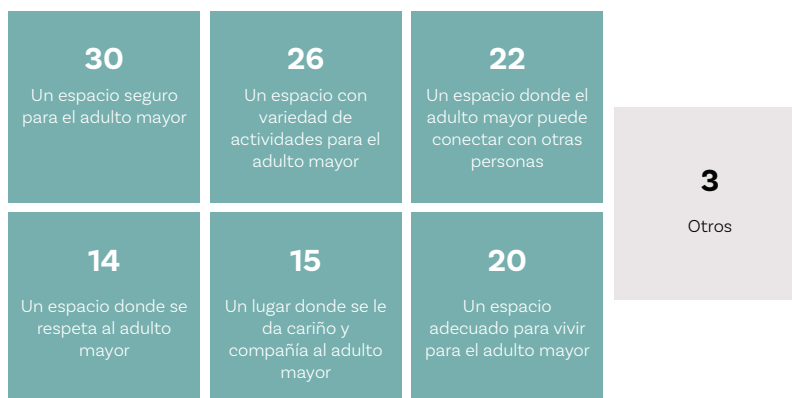 30
Un espacio seguro
para el adulto mayor
26
Un espacio con
variedad de
actividades para el
adulto mayor
22
Un espacio donde el
adulto mayor puede
conectar con otras
personas
14
Un espacio donde se
respeta al adulto
mayor
15
Un lugar donde se le
da cariño y
compañía al adulto
mayor
20
Un espacio
adecuado para vivir
para el adulto mayor
3
Otros